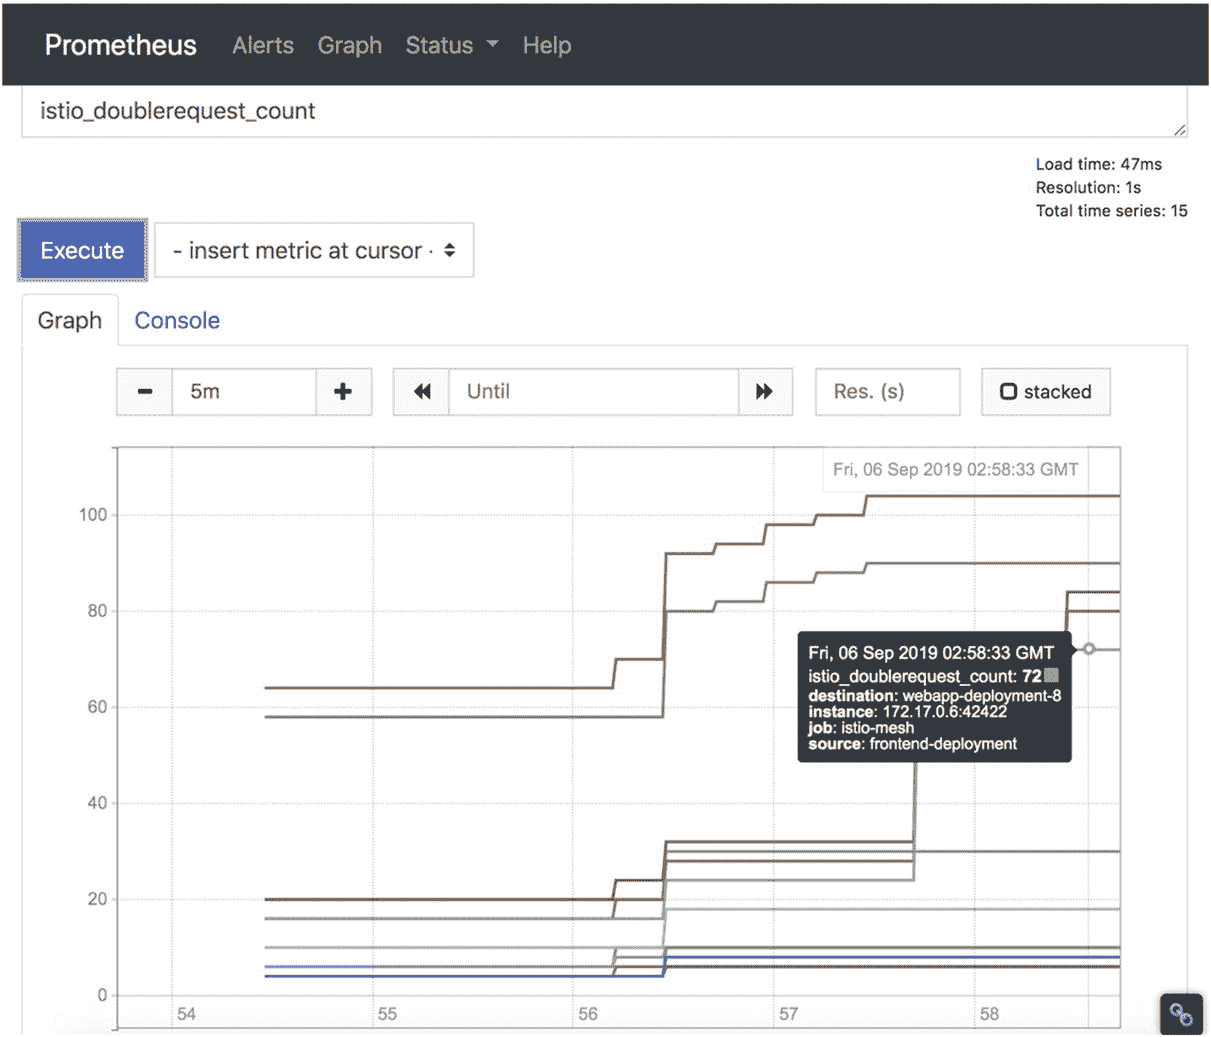 Prometheus Alerts Graph Status Help
istio_doublerequest_count
Load time: 47ms
Resolution: 1s
Total time series: 15
Execute - insert metric at cursor -
Graph Console
5m Until Res. (s) stacked
Fri, 06 Sep 2019 02:58:33 GMT
100
80
60
40
20
0
Fri, 06 Sep 2019 02:58:33 GMT
istio_doublerequest_count: 72
destination: webapp-deployment-8
instance: 172.17.0.6:42422
job: istio-mesh
source: frontend-deployment
54 55 56 57 58